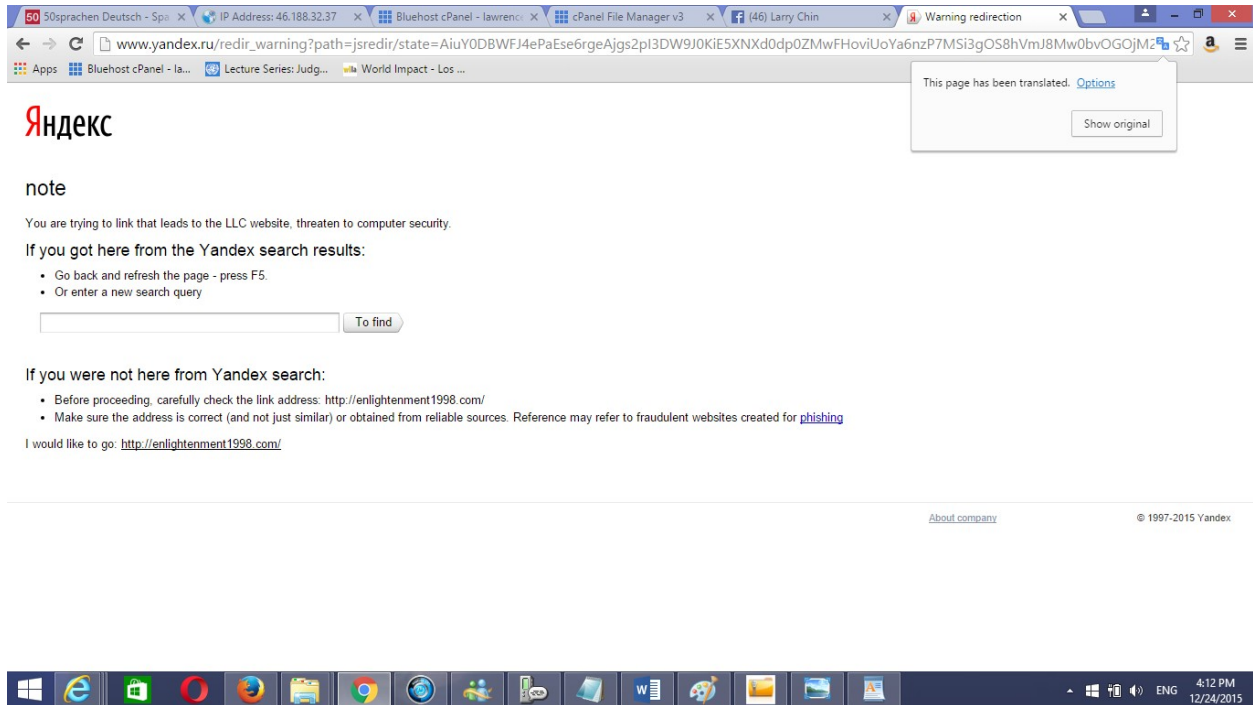 50 50sprachen Deutsch - Spa
IP Address: 46.188.32.37
Bluehost cPanel - lawrenc
cPanel File Manager v3
(46) Larry Chin
Warning redirection
www.yandex.ru/redir_warning?path=jsredir/state=
Apps
Bluehost cPanel - la...
Lecture Series: Judg...
World Impact - Los ...
This page has been translated. Options
Show original
Яндекс
note
You are trying to link that leads to the LLC website, threaten to computer security.
If you got here from the Yandex search results:
• Go back and refresh the page - press F5.
• Or enter a new search query
To find
If you were not here from Yandex search:
• Before proceeding, carefully check the link address: http://enlightenment1998.com/
• Make sure the address is correct (and not just similar) or obtained from reliable sources. Reference may refer to fraudulent websites created for phishing
I would like to go: http://enlightenment1998.com/
About company
© 1997-2015 Yandex
ENG
4:12 PM
12/24/2015